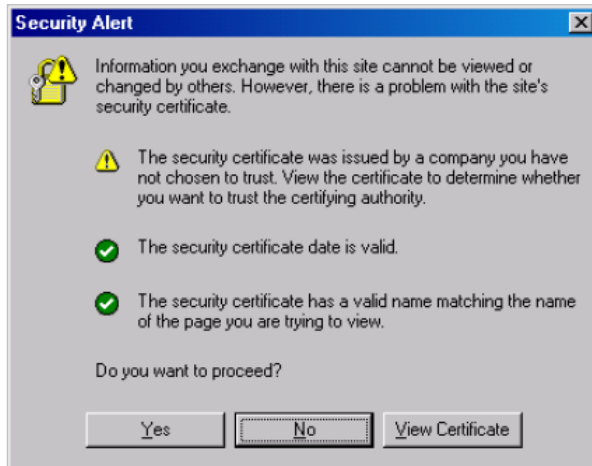 Security Alert
Information you exchange with this site cannot be viewed or
changed by others. However, there is a problem with the site's
security certificate.
The security certificate was issued by a company you have
not chosen to trust. View the certificate to determine whether
you want to trust the certifying authority.
The security certificate date is valid.
The security certificate has a valid name matching the name
of the page you are trying to view.
Do you want to proceed?
Yes No View Certificate